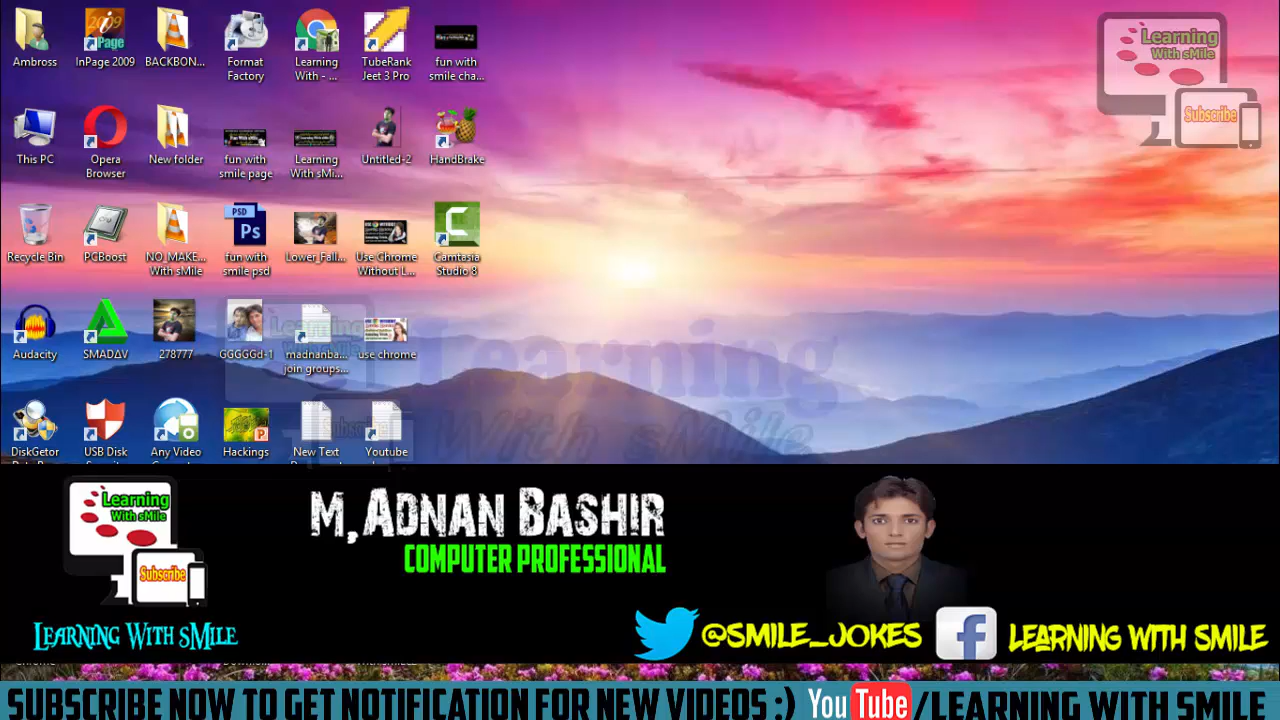 Ambross
InPage 2009
BACKBON...
Format Factory
Learning With - ...
TubeRank Jeet 3 Pro
fun with smile cha...
Learning
With sMile
Subscribe
This PC
Opera Browser
New folder
fun with smile page
Learning With sMi...
Untitled-2
HandBrake
Recycle Bin
PCBoost
NO_MAKE... With sMile
fun with smile psd
Lower_Fall...
Use Chrome Without L...
Camtasia Studio 8
Audacity
SMADΔV
278777
GGGGGd-1
madnanba... join groups...
use chrome
Learning
With sMile
DiskGetor
USB Disk
Any Video
Hackings
New Text
Youtube
Learning
With sMile
Subscribe
Learning With sMile
M,Adnan Bashir
COMPUTER PROFESSIONAL
@SMILE_JOKES
LEARNING WITH SMILE
SUBSCRIBE NOW TO GET NOTIFICATION FOR NEW VIDEOS ;) YouTube/LEARNING WITH SMILE